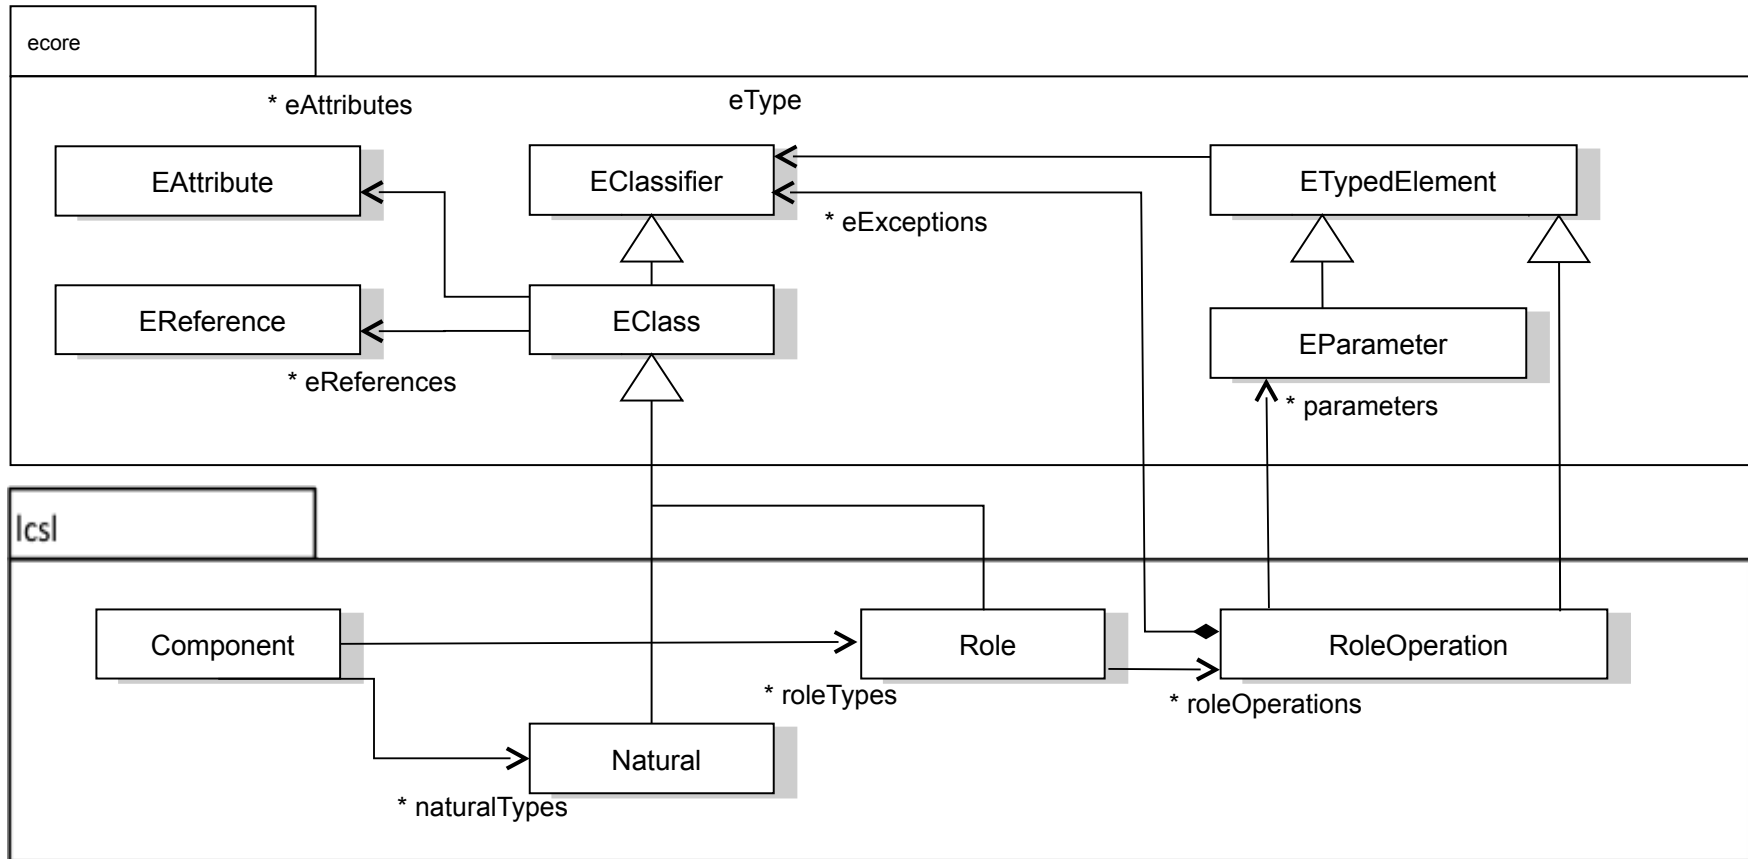 ecore
* eAttributes
eType
EAttribute
EClassifier
ETypedElement
* eExceptions
EReference
EClass
EParameter
* eReferences
* parameters
lcsl
Component
Role
RoleOperation
* roleTypes
* roleOperations
Natural
* naturalTypes